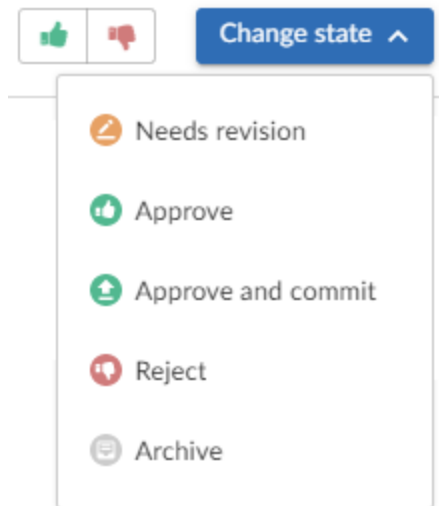 Change state
Needs revision
Approve
Approve and commit
Reject
Archive